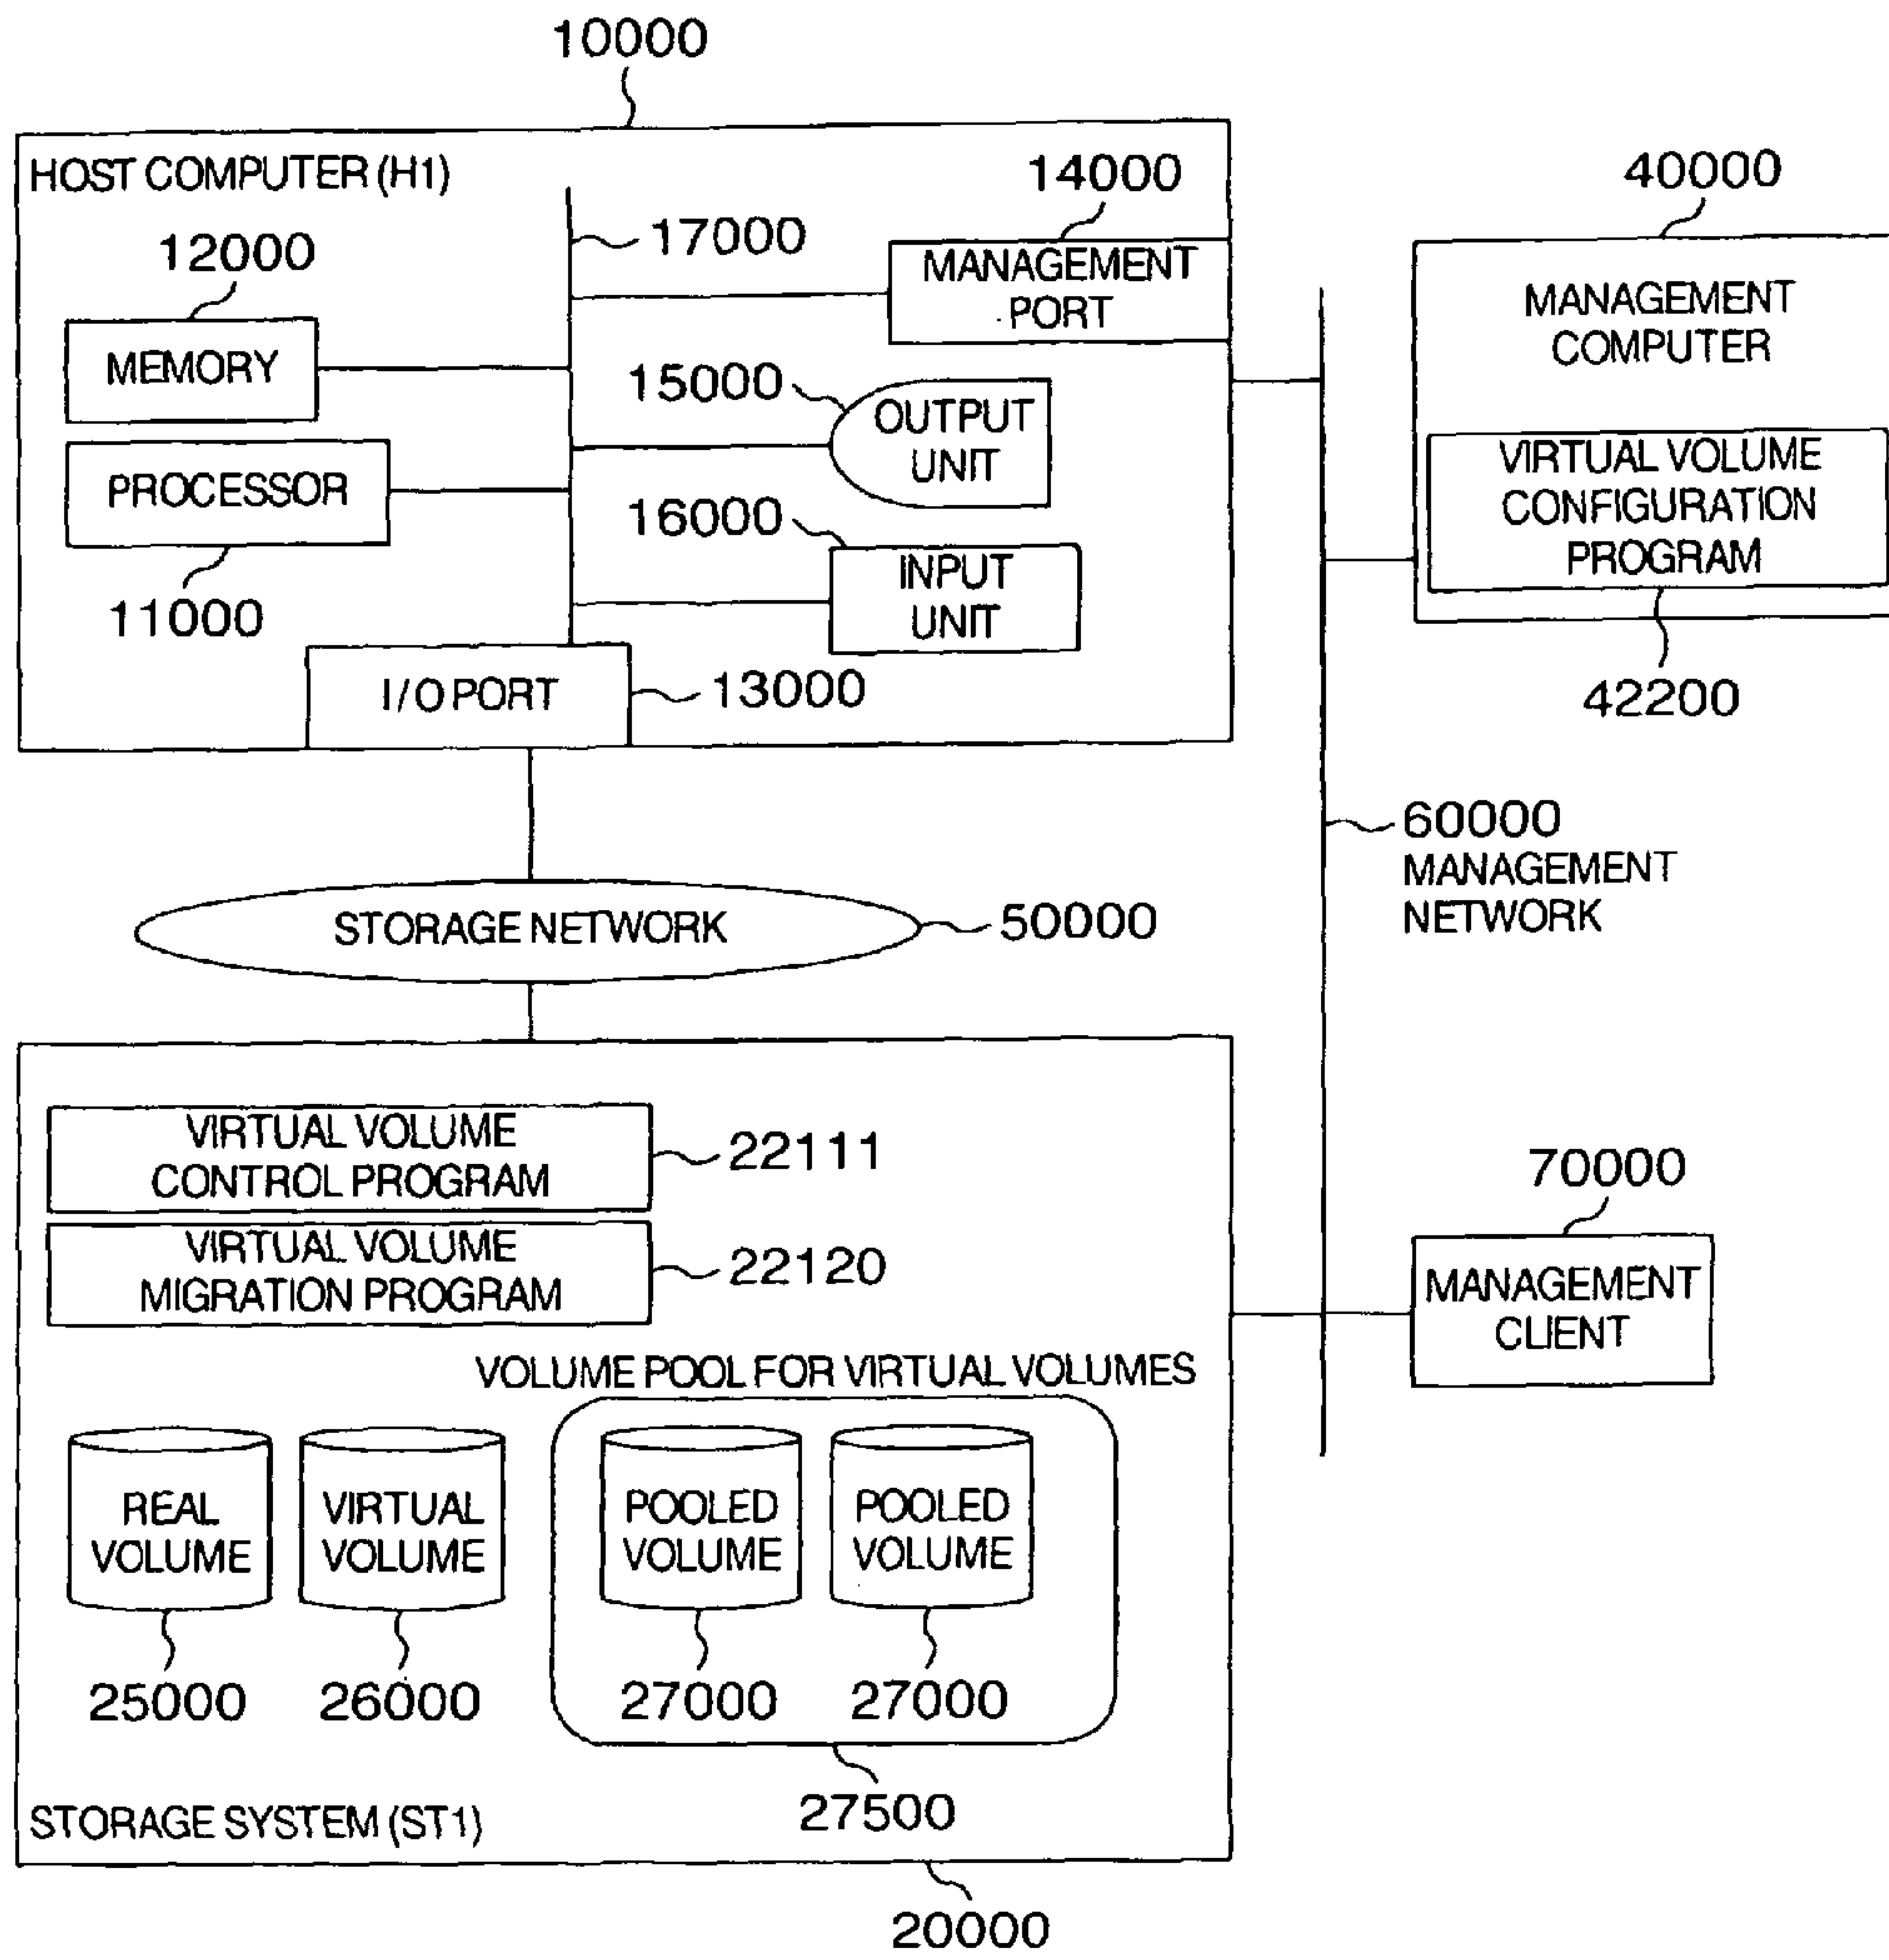 10000
HOST COMPUTER (H1)
14000
40000
12000
17000
MANAGEMENT
PORT
MANAGEMENT
COMPUTER
MEMORY
15000
OUTPUT
UNIT
VIRTUAL VOLUME
CONFIGURATION
PROGRAM
PROCESSOR
16000
INPUT
UNIT
11000
I/O PORT
13000
42200
60000
MANAGEMENT
NETWORK
STORAGE NETWORK
50000
VIRTUAL VOLUME
CONTROL PROGRAM
22111
70000
VIRTUAL VOLUME
MIGRATION PROGRAM
22120
MANAGEMENT
CLIENT
VOLUME POOL FOR VIRTUAL VOLUMES
REAL
VOLUME
VIRTUAL
VOLUME
POOLED
VOLUME
POOLED
VOLUME
25000
26000
27000
27000
27500
STORAGE SYSTEM (ST1)
20000